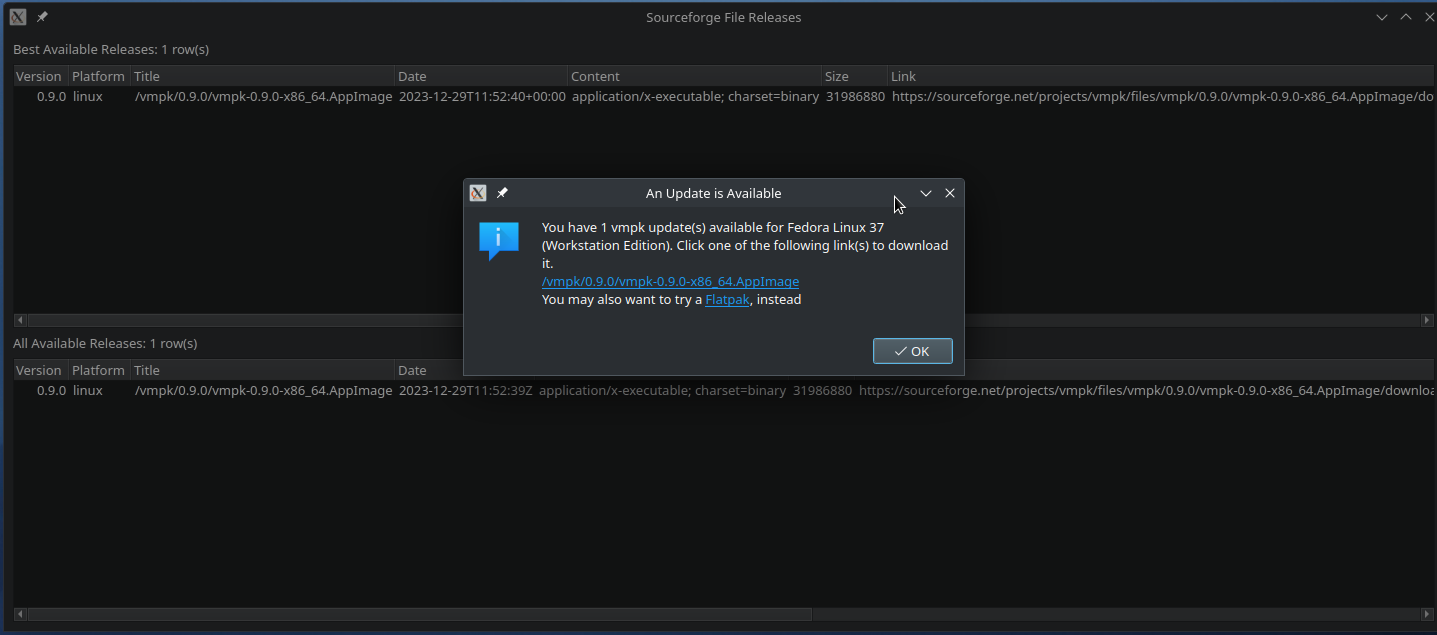 Sourceforge File Releases
Best Available Releases: 1 row(s)
Version Platform Title Date Content Size Link
0.9.0 linux /vmpk/0.9.0/vmpk-0.9.0-x86_64.AppImage 2023-12-29T11:52:40+00:00 application/x-executable; charset=binary 31986880 https://sourceforge.net/projects/vmpk/files/vmpk/0.9.0/vmpk-0.9.0-x86_64.AppImage/do
An Update is Available
You have 1 vmpk update(s) available for Fedora Linux 37
(Workstation Edition). Click one of the following link(s) to download
it.
/vmpk/0.9.0/vmpk-0.9.0-x86_64.AppImage
You may also want to try a Flatpak, instead
OK
All Available Releases: 1 row(s)
Version Platform Title Date
0.9.0 linux /vmpk/0.9.0/vmpk-0.9.0-x86_64.AppImage 2023-12-29T11:52:39Z application/x-executable; charset=binary 31986880 https://sourceforge.net/projects/vmpk/files/vmpk/0.9.0/vmpk-0.9.0-x86_64.AppImage/downloa